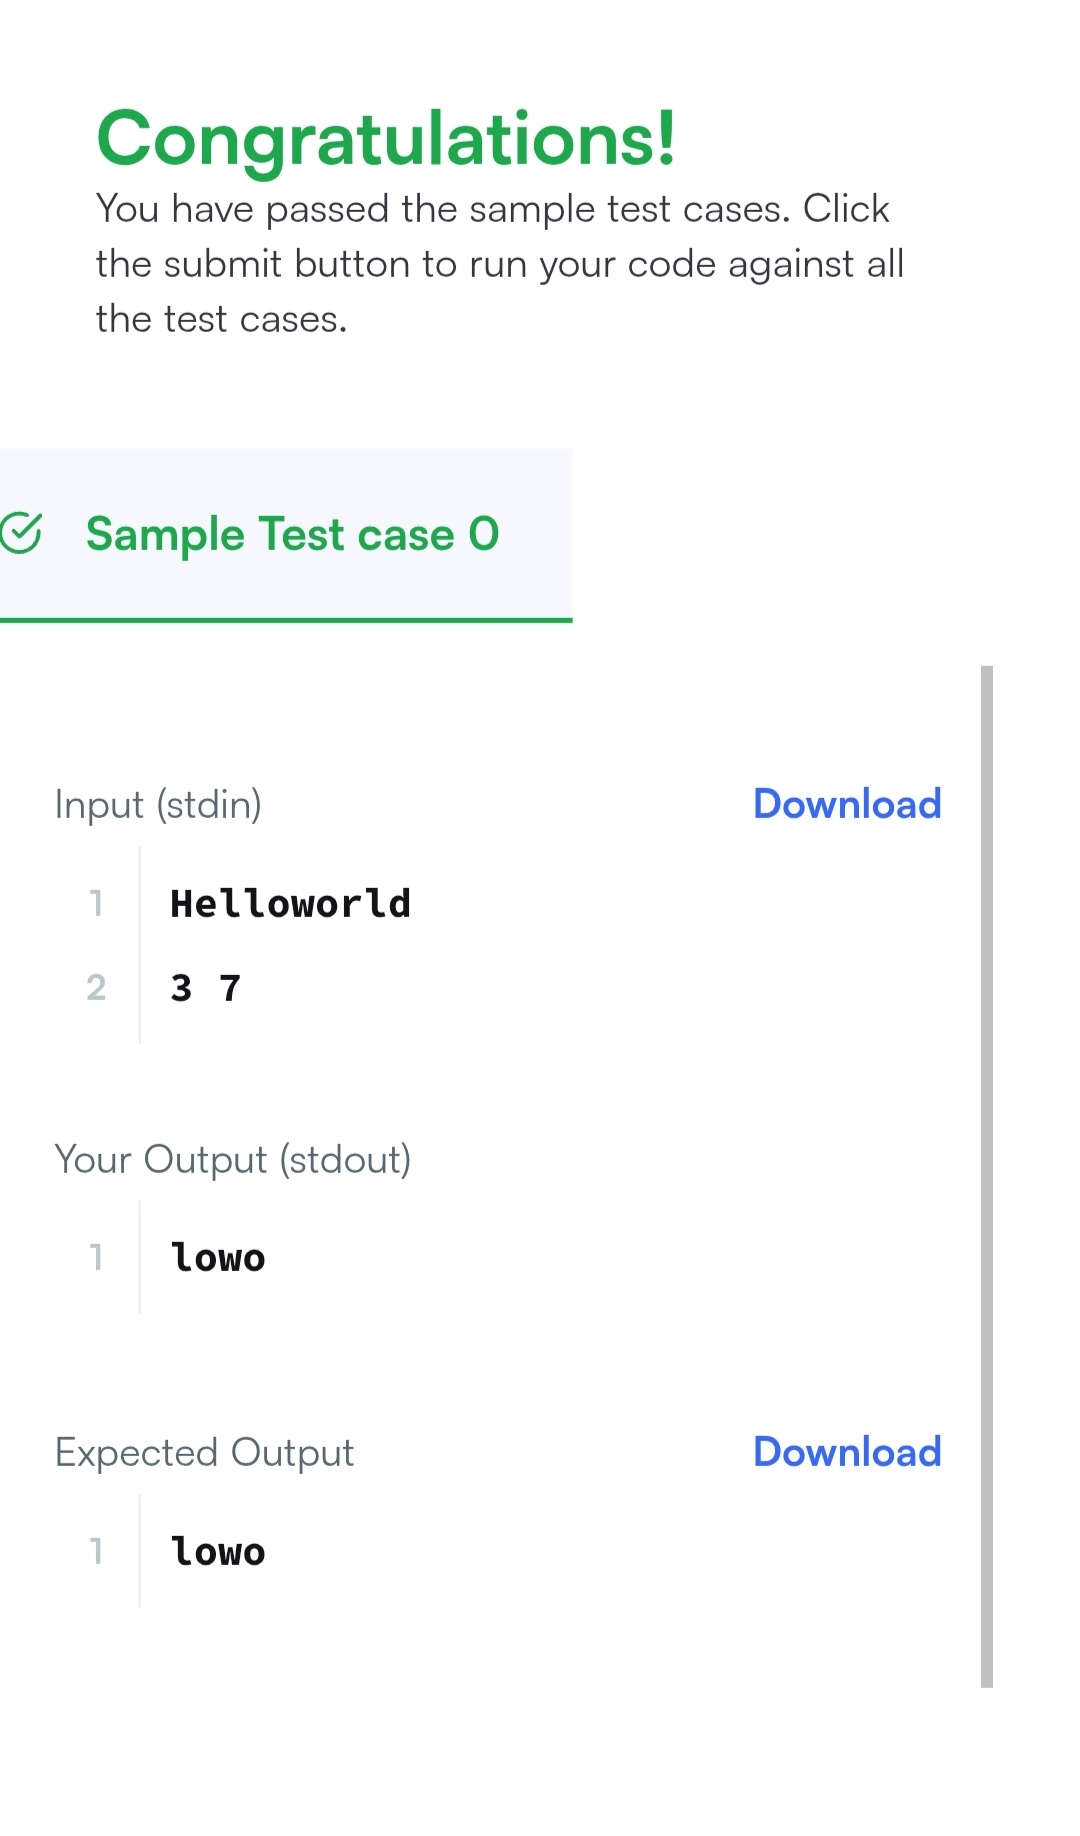 Congratulations!
You have passed the sample test cases. Click
the submit button to run your code against all
the test cases.
Sample Test case 0
Input (stdin) Download
1 Helloworld
2 3 7
Your Output (stdout)
1 lowo
Expected Output Download
1 lowo